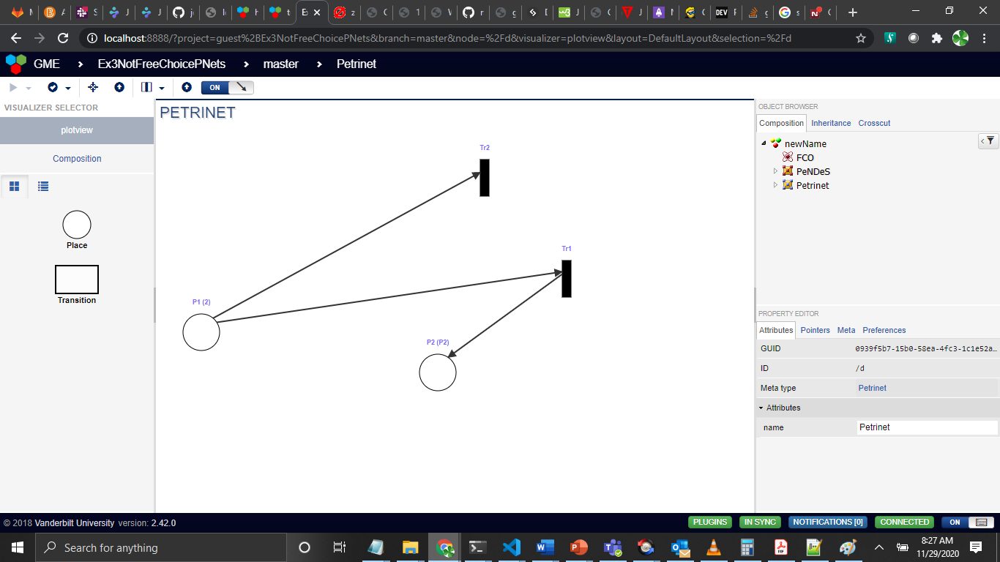 localhost:8888/?project=guest%2BEx3NotFreeChoicePNets&branch=master&node=%2Fd&visualizer=plotview&layout=DefaultLayout&selection=%2Fd
GME > Ex3NotFreeChoicePNets > master > Petrinet
ON
VISUALIZER SELECTOR
plotview
Composition
Place
Transition
PETRINET
Tr2
Tr1
P1 (2)
P2 (P2)
OBJECT BROWSER
Composition Inheritance Crosscut
newName
FCO
PeNDeS
Petrinet
PROPERTY EDITOR
Attributes Pointers Meta Preferences
GUID 0939f5b7-15b0-58ea-4fc3-1c1e52a…
ID /d
Meta type Petrinet
Attributes
name Petrinet
© 2018 Vanderbilt University version: 2.42.0
PLUGINS IN SYNC NOTIFICATIONS [0] CONNECTED ON
Search for anything
8:27 AM
11/29/2020